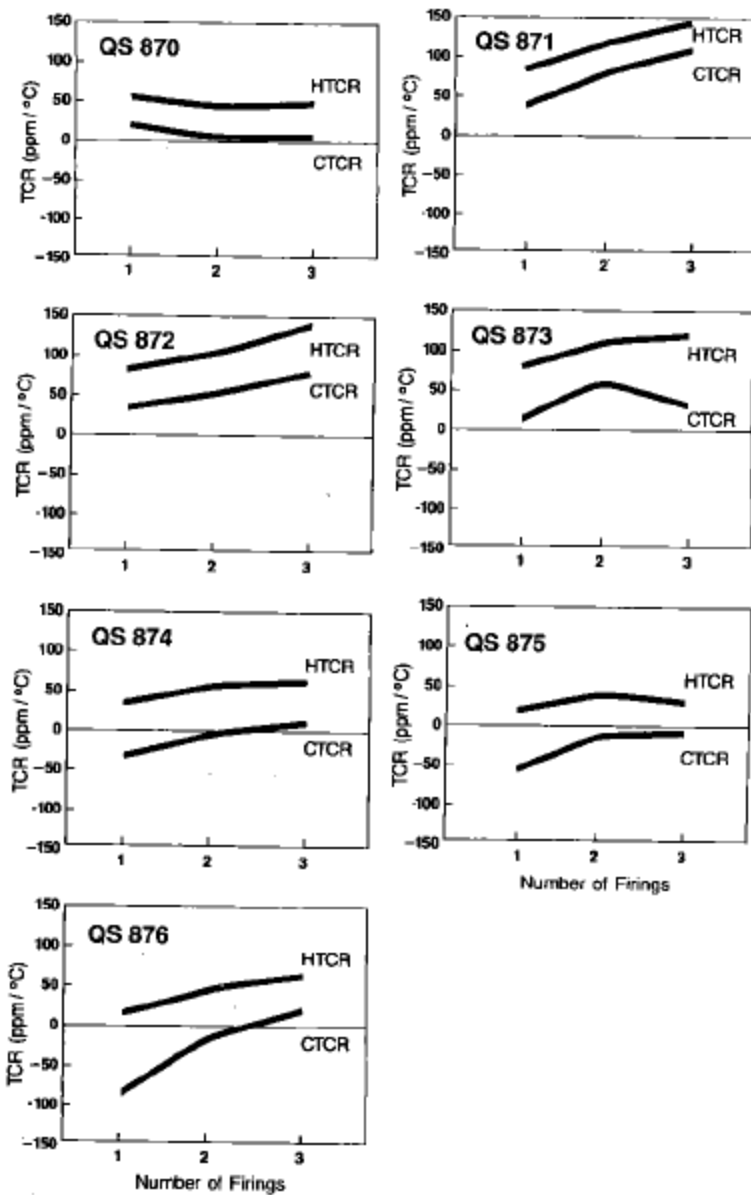 QS 870
TCR (ppm / °C)
150
100
50
0
−50
-100
−150
HTCR
CTCR
1 2 3
QS 871
TCR (ppm / °C)
150
100
50
0
−50
-100
−150
HTCR
CTCR
1 2 3
QS 872
TCR (ppm / °C)
150
100
50
0
−50
-100
−150
HTCR
CTCR
1 2 3
QS 873
TCR (ppm / °C)
150
100
50
0
−50
-100
−150
HTCR
CTCR
1 2 3
QS 874
TCR (ppm / °C)
150
100
50
0
−50
-100
−150
HTCR
CTCR
1 2 3
QS 875
TCR (ppm / °C)
150
100
50
0
−50
-100
−150
HTCR
CTCR
1 2 3
Number of Firings
QS 876
TCR (ppm / °C)
150
100
50
0
−50
-100
−150
HTCR
CTCR
1 2 3
Number of Firings